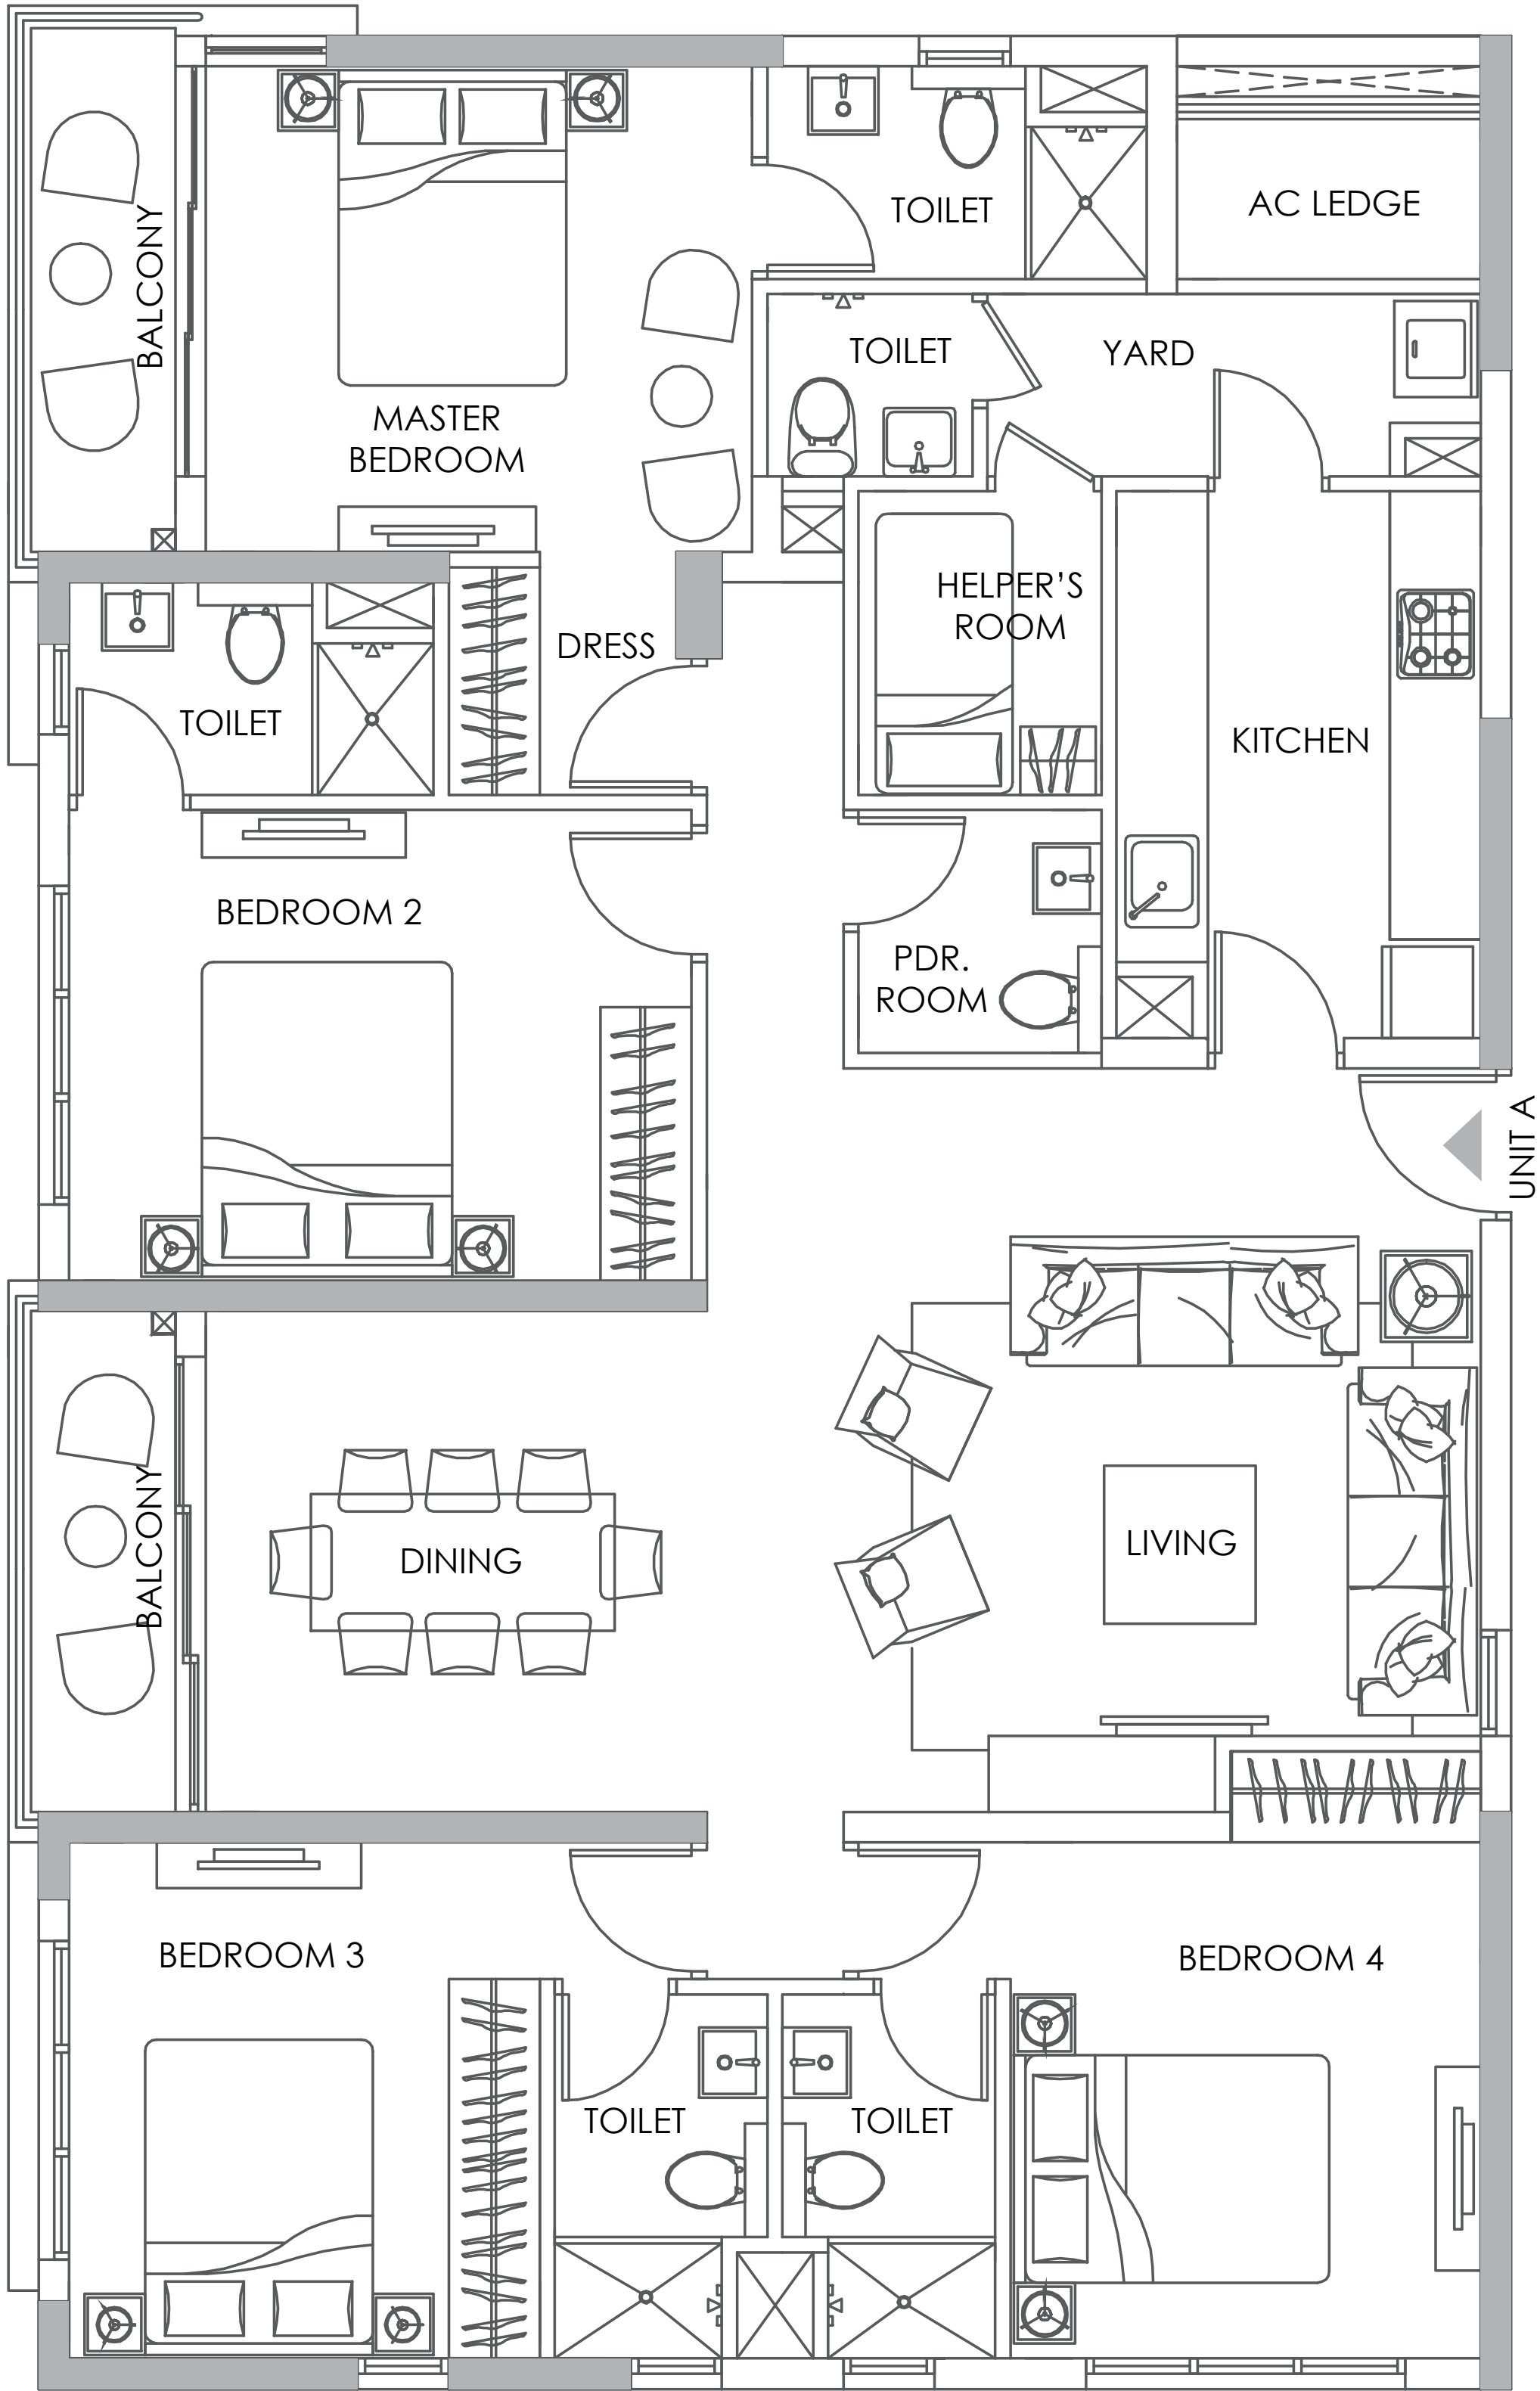 TOILET
AC LEDGE
BALCONY
TOILET
YARD
MASTER
BEDROOM
HELPER'S
ROOM
DRESS
TOILET
KITCHEN
BEDROOM 2
PDR.
ROOM
UNIT A
BALCONY
DINING
LIVING
BEDROOM 3
BEDROOM 4
TOILET
TOILET